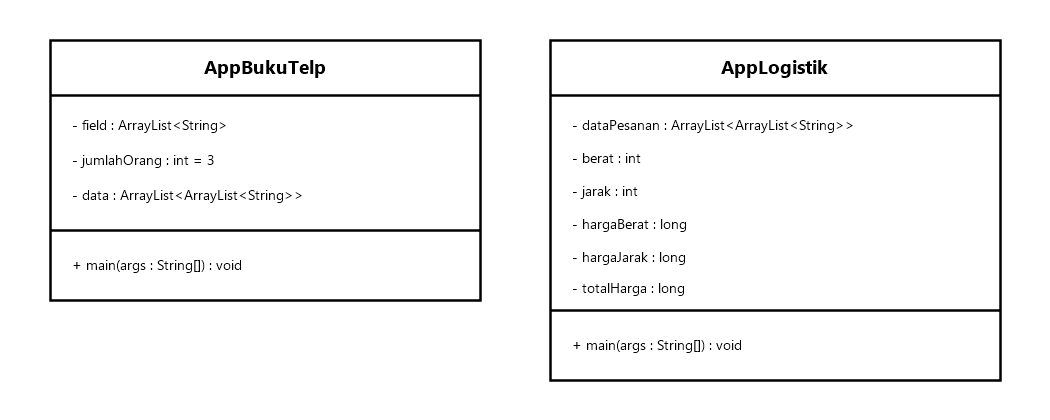 AppBukuTelp
- field : ArrayList<String>
- jumlahOrang : int = 3
- data : ArrayList<ArrayList<String>>
+ main(args : String[]) : void
AppLogistik
- dataPesanan : ArrayList<ArrayList<String>>
- berat : int
- jarak : int
- hargaBerat : long
- hargaJarak : long
- totalHarga : long
+ main(args : String[]) : void